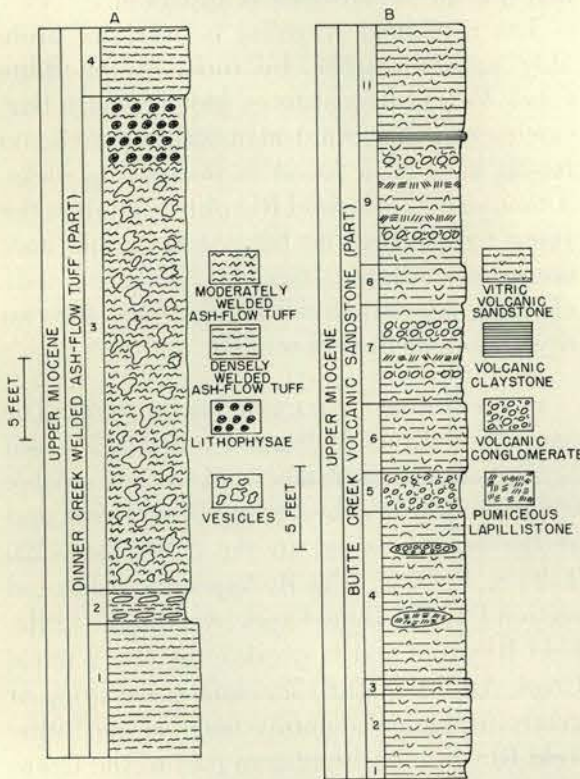 A
UPPER MIOCENE
DINNER CREEK WELDED ASH-FLOW TUFF (PART)
4
3
2
1
5 FEET
MODERATELY
WELDED
ASH-FLOW TUFF
DENSELY
WELDED
ASH-FLOW TUFF
LITHOPHYSAE
VESICLES
B
UPPER MIOCENE
BUTTE CREEK VOLCANIC SANDSTONE (PART)
11
9
8
7
6
5
4
3
2
1
5 FEET
VITRIC
VOLCANIC
SANDSTONE
VOLCANIC
CLAYSTONE
VOLCANIC
CONGLOMERATE
PUMICEOUS
LAPILLISTONE